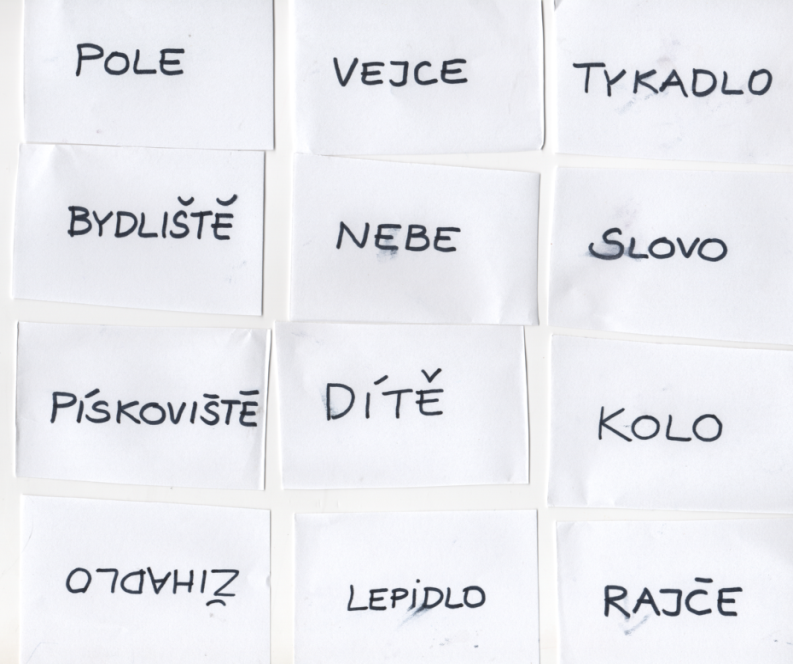 POLE
VEJCE
TYKADLO
BYDLIŠTĚ
NEBE
SLOVO
PÍSKOVIŠTĚ
DÍTĚ
KOLO
ŽIHADLO
LEPIDLO
RAJČE